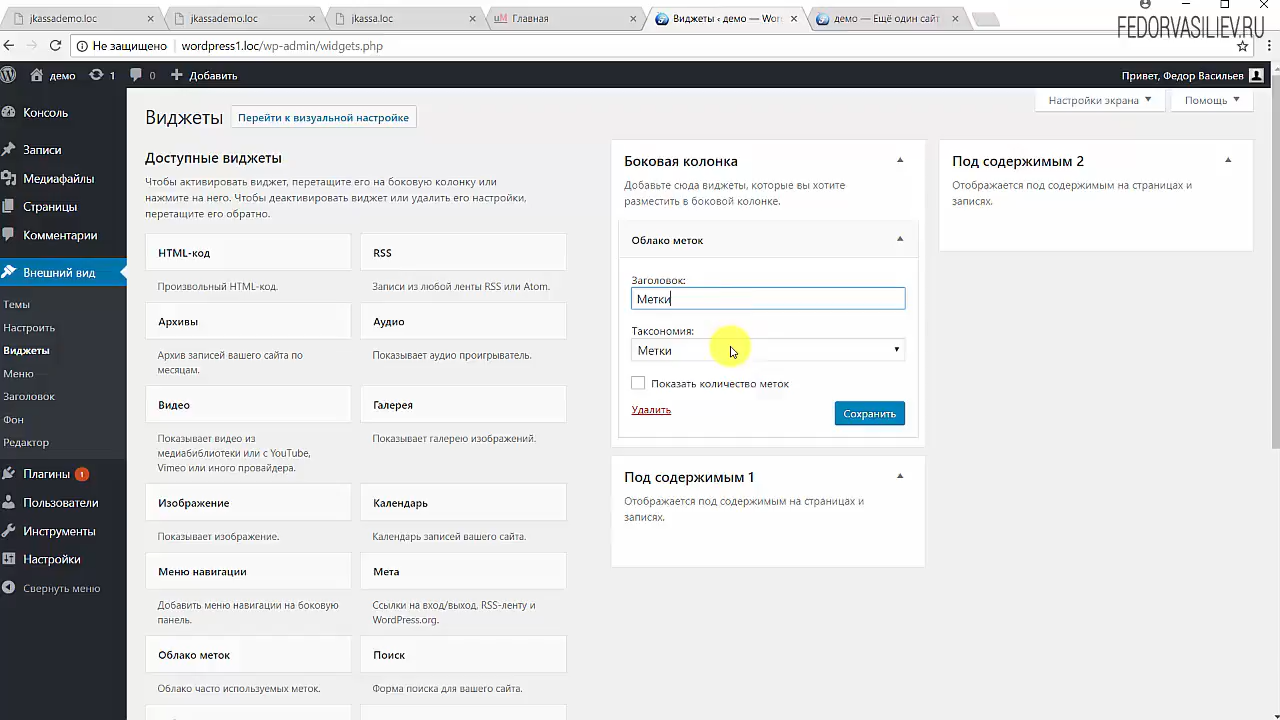 jkassademo.loc
jkassademo.loc
jkassa.loc
uM Главная
Виджеты ‹ демо — Wor
демо — Ещё один сайт
FEDORVASILIEV.RU
Не защищено
wordpress1.loc/wp-admin/widgets.php
демо
1
0
Добавить
Привет, Федор Васильев
Консоль
Записи
Медиафайлы
Страницы
Комментарии
Внешний вид
Темы
Настроить
Виджеты
Меню
Заголовок
Фон
Редактор
Плагины 1
Пользователи
Инструменты
Настройки
Свернуть меню
Настройки экрана
Помощь
Виджеты
Перейти к визуальной настройке
Доступные виджеты
Чтобы активировать виджет, перетащите его на боковую колонку или
нажмите на него. Чтобы деактивировать виджет или удалить его настройки,
перетащите его обратно.
HTML-код
Произвольный HTML-код.
RSS
Записи из любой ленты RSS или Atom.
Архивы
Архив записей вашего сайта по
месяцам.
Аудио
Показывает аудио проигрыватель.
Видео
Показывает видео из
медиабиблиотеки или с YouTube,
Vimeo или иного провайдера.
Галерея
Показывает галерею изображений.
Изображение
Показывает изображение.
Календарь
Календарь записей вашего сайта.
Меню навигации
Добавить меню навигации на боковую
панель.
Мета
Ссылки на вход/выход, RSS-ленту и
WordPress.org.
Облако меток
Облако часто используемых меток.
Поиск
Форма поиска для вашего сайта.
Боковая колонка
Добавьте сюда виджеты, которые вы хотите
разместить в боковой колонке.
Облако меток
Заголовок:
Метки
Таксономия:
Метки
Показать количество меток
Удалить
Сохранить
Под содержимым 1
Отображается под содержимым на страницах и
записях.
Под содержимым 2
Отображается под содержимым на страницах и
записях.